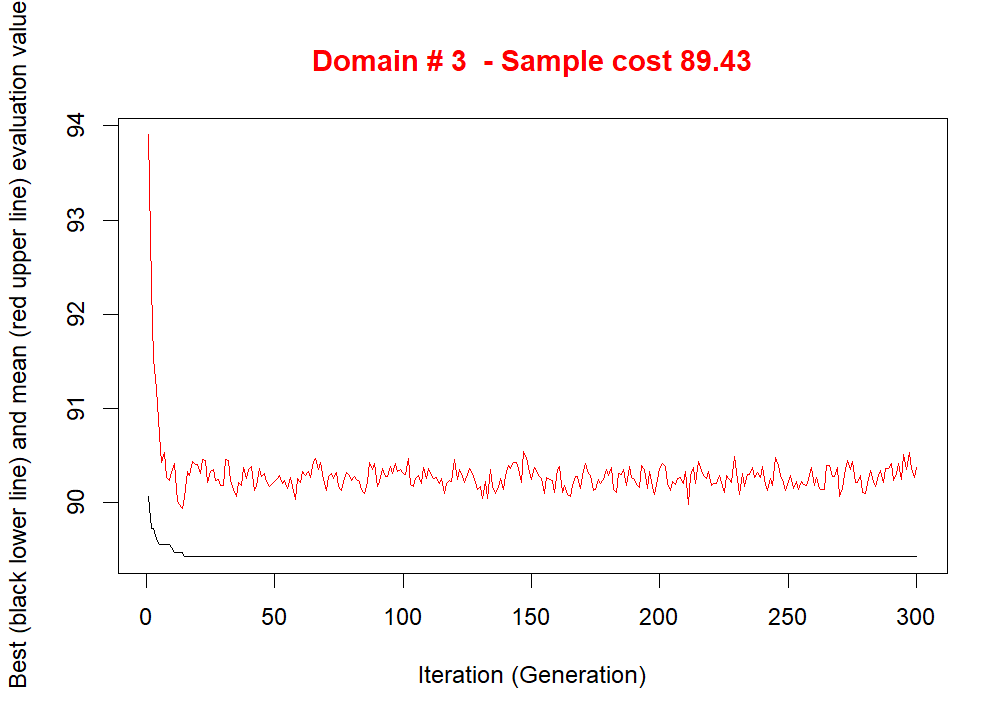 Domain # 3  - Sample cost 89.43
Best (black lower line) and mean (red upper line) evaluation value
94
93
92
91
90
0 50 100 150 200 250 300
Iteration (Generation)